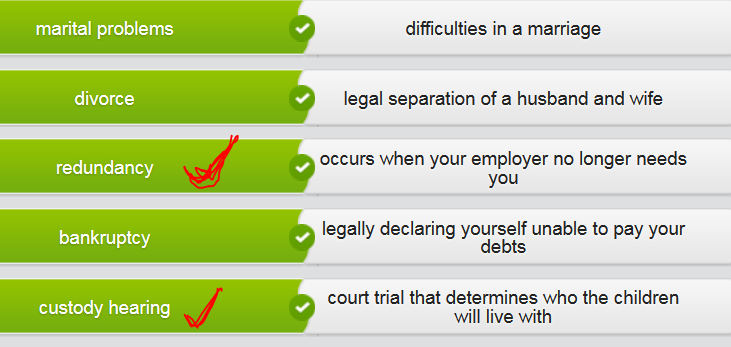 marital problems
difficulties in a marriage
divorce
legal separation of a husband and wife
redundancy
occurs when your employer no longer needs
you
bankruptcy
legally declaring yourself unable to pay your
debts
custody hearing
court trial that determines who the children
will live with